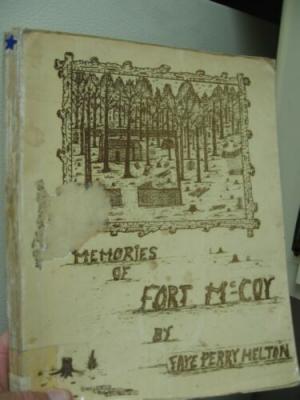 MEMORIES
OF
FORT McCOY
BY
FAYE PERRY MELTON